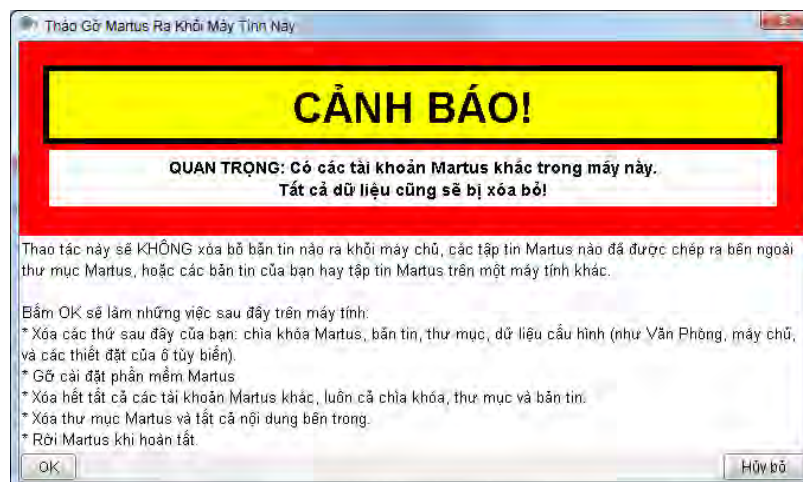 Tháo Gỡ Martus Ra Khỏi Máy Tính Này
CẢNH BÁO!
QUAN TRỌNG: Có các tài khoản Martus khác trong máy này.
Tất cả dữ liệu cũng sẽ bị xóa bỏ!
Thao tác này sẽ KHÔNG xóa bỏ bản tin nào ra khỏi máy chủ, các tập tin Martus nào đã được chép ra bên ngoài
thư mục Martus, hoặc các bản tin của bạn hay tập tin Martus trên một máy tính khác.
Bấm OK sẽ làm những việc sau đây trên máy tính:
* Xóa các thứ sau đây của bạn: chìa khóa Martus, bản tin, thư mục, dữ liệu cấu hình (như Văn Phòng, máy chủ,
và các thiết đặt của ô tùy biến).
* Gỡ cài đặt phần mềm Martus
* Xóa hết tất cả các tài khoản Martus khác, luôn cả chìa khóa, thư mục và bản tin.
* Xóa thư mục Martus và tất cả nội dung bên trong.
* Rời Martus khi hoàn tất.
OK
Hủy bỏ